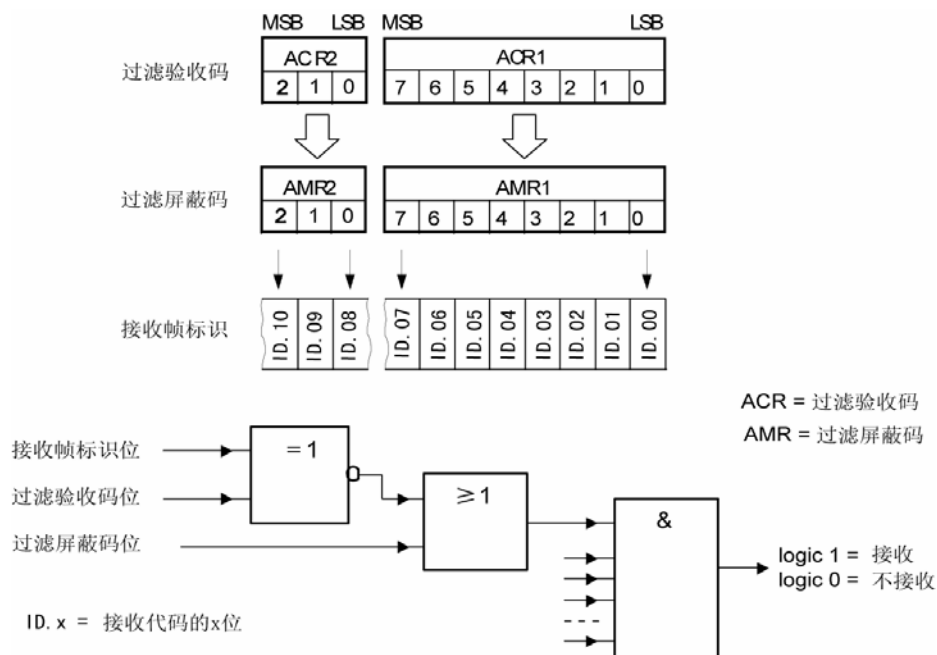 MSB LSB MSB LSB
ACR2 ACR1
过滤验收码
2 1 0 7 6 5 4 3 2 1 0
AMR2 AMR1
过滤屏蔽码
2 1 0 7 6 5 4 3 2 1 0
接收帧标识
ID.10 ID.09 ID.08 ID.07 ID.06 ID.05 ID.04 ID.03 ID.02 ID.01 ID.00
ACR = 过滤验收码
AMR = 过滤屏蔽码
接收帧标识位
=1
过滤验收码位
≥1
&
过滤屏蔽码位
logic 1 = 接收
logic 0 = 不接收
ID.x = 接收代码的x位